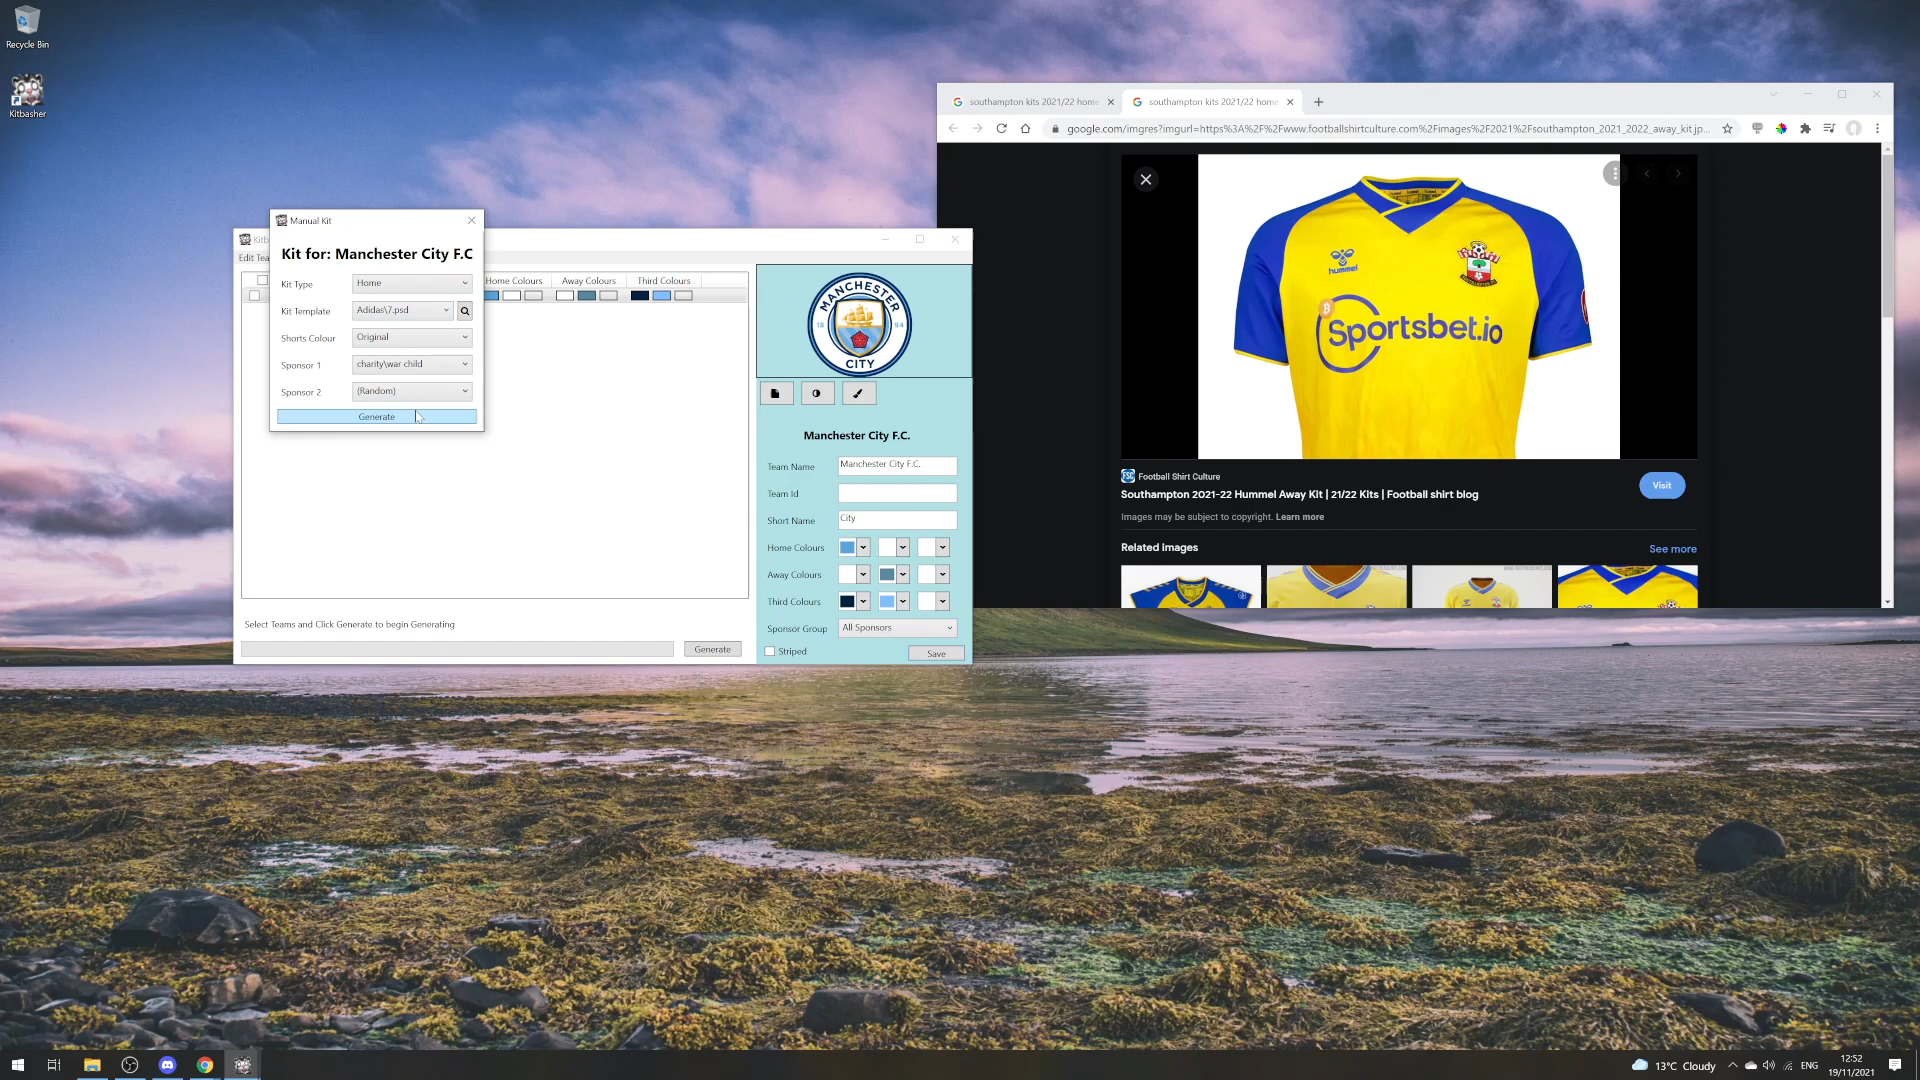 Recycle Bin
Kitbasher
southampton kits 2021/22 home
southampton kits 2021/22 home
google.com/imgres?imgurl=https%3A%2F%2Fwww.footballshirtculture.com%2Fimages%2F2021%2Fsouthampton_2021_2022_away_kit.jp...
hummel
SOUTHAMPTON FC
Sportsbet.io
Football Shirt Culture
Southampton 2021-22 Hummel Away Kit | 21/22 Kits | Football shirt blog
Visit
Images may be subject to copyright. Learn more
Related images
See more
Manual Kit
Kit for: Manchester City F.C
Kit Type Home
Kit Template Adidas\7.psd
Shorts Colour Original
Sponsor 1 charity\war child
Sponsor 2 (Random)
Generate
Kitb
Edit Tea
Home Colours Away Colours Third Colours
MANCHESTER
18 94
CITY
Manchester City F.C.
Team Name Manchester City F.C.
Team Id
Short Name City
Home Colours
Away Colours
Third Colours
Sponsor Group All Sponsors
Striped
Save
Select Teams and Click Generate to begin Generating
Generate
13°C Cloudy
ENG
12:52
19/11/2021